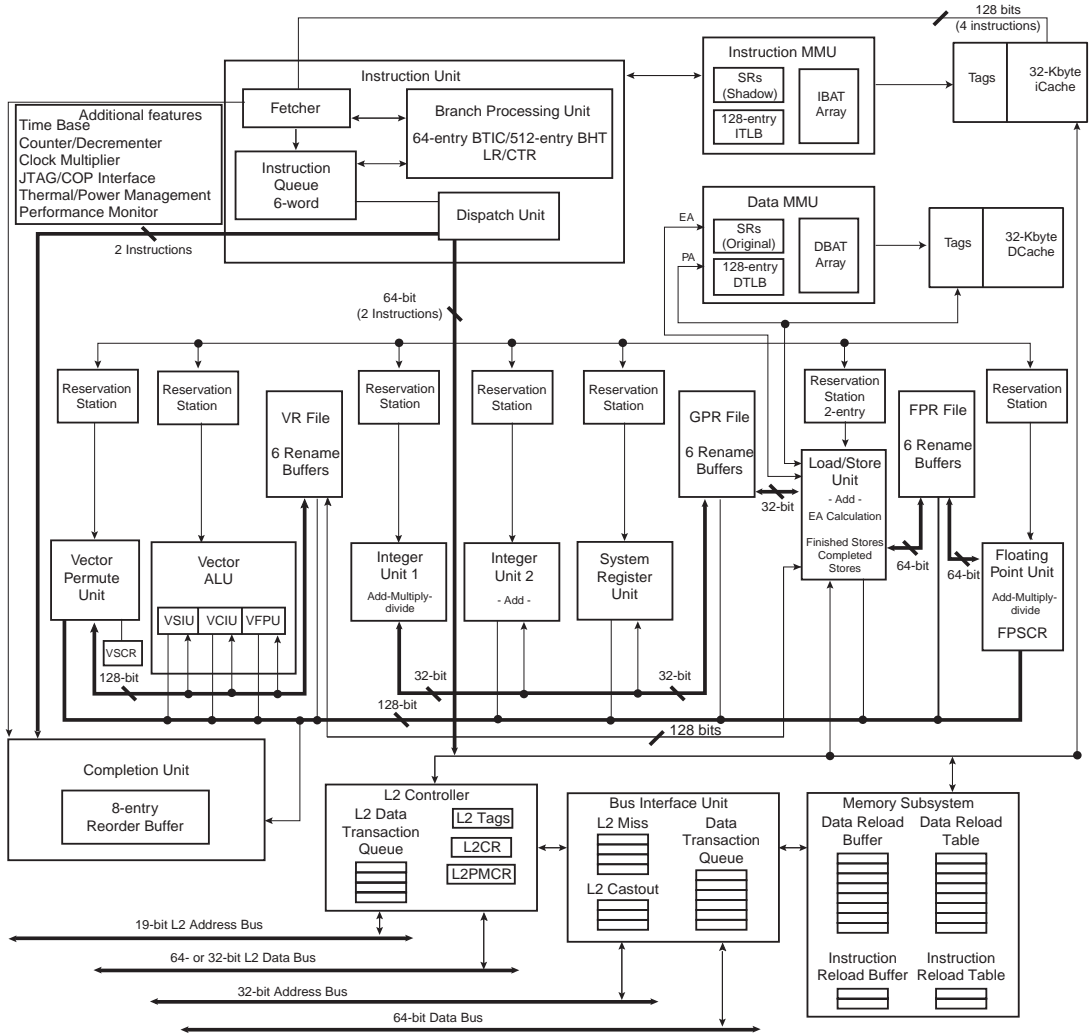 128 bits
(4 instructions)
Instruction Unit
Fetcher
Branch Processing Unit
64-entry BTIC/512-entry BHT
LR/CTR
Instruction
Queue
6-word
Dispatch Unit
Additional features
Time Base
Counter/Decrementer
Clock Multiplier
JTAG/COP Interface
Thermal/Power Management
Performance Monitor
2 Instructions
64-bit
(2 Instructions)
Instruction MMU
SRs
(Shadow)
128-entry
ITLB
IBAT
Array
Tags
32-Kbyte
iCache
Data MMU
EA
SRs
(Original)
PA
128-entry
DTLB
DBAT
Array
Tags
32-Kbyte
DCache
Reservation
Station
Reservation
Station
VR File
6 Rename
Buffers
Reservation
Station
Reservation
Station
Reservation
Station
GPR File
6 Rename
Buffers
Reservation
Station
2-entry
FPR File
6 Rename
Buffers
Reservation
Station
Vector
Permute
Unit
VSCR
Vector
ALU
VSIU
VCIU
VFPU
Integer
Unit 1
Add-Multiply-
divide
Integer
Unit 2
- Add -
System
Register
Unit
32-bit
Load/Store
Unit
- Add -
EA Calculation
Finished Stores
Completed
Stores
64-bit
64-bit
Floating
Point Unit
Add-Multiply-
divide
FPSCR
128-bit
32-bit
32-bit
128-bit
128 bits
Completion Unit
8-entry
Reorder Buffer
L2 Controller
L2 Data
Transaction
Queue
L2 Tags
L2CR
L2PMCR
Bus Interface Unit
L2 Miss
L2 Castout
Data
Transaction
Queue
Memory Subsystem
Data Reload
Buffer
Data Reload
Table
Instruction
Reload Buffer
Instruction
Reload Table
19-bit L2 Address Bus
64- or 32-bit L2 Data Bus
32-bit Address Bus
64-bit Data Bus